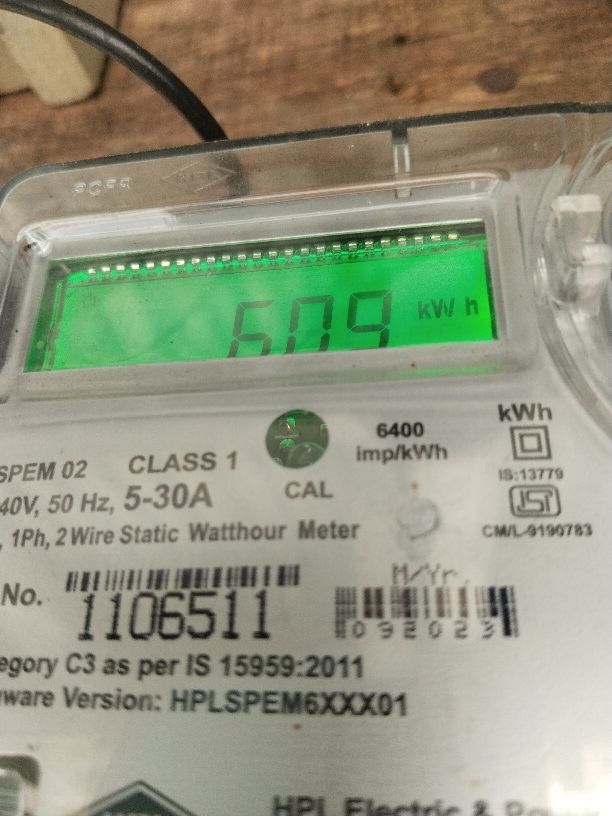 609 kW h
6400
imp/kWh
kWh
IS:13779
SPEM 02 CLASS 1
CAL
40V, 50 Hz, 5-30A
, 1Ph, 2 Wire Static Watthour Meter
CM/L-9190783
No. 1106511
M/Yr.
092023
egory C3 as per IS 15959:2011
ware Version: HPLSPEM6XXX01
HPL Electric &